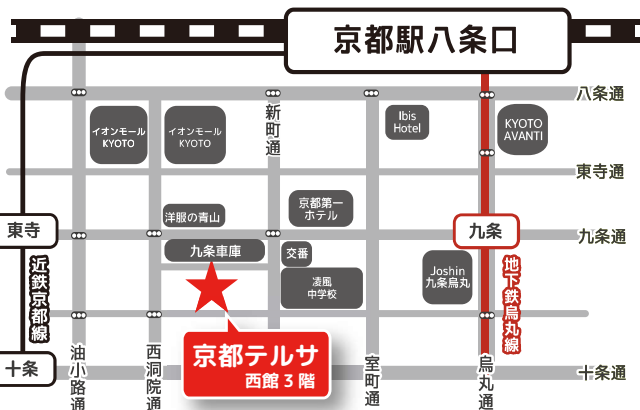 京都駅八条口
八条通
イオンモール
KYOTO
イオンモール
KYOTO
新町通
Ibis
Hotel
KYOTO
AVANTI
東寺通
京都第一
ホテル
洋服の青山
東寺
九条
九条通
九条車庫
交番
近鉄京都線
凌風
中学校
Joshin
九条烏丸
地下鉄烏丸線
京都テルサ
西館3階
十条
油小路通
西洞院通
室町通
烏丸通
十条通